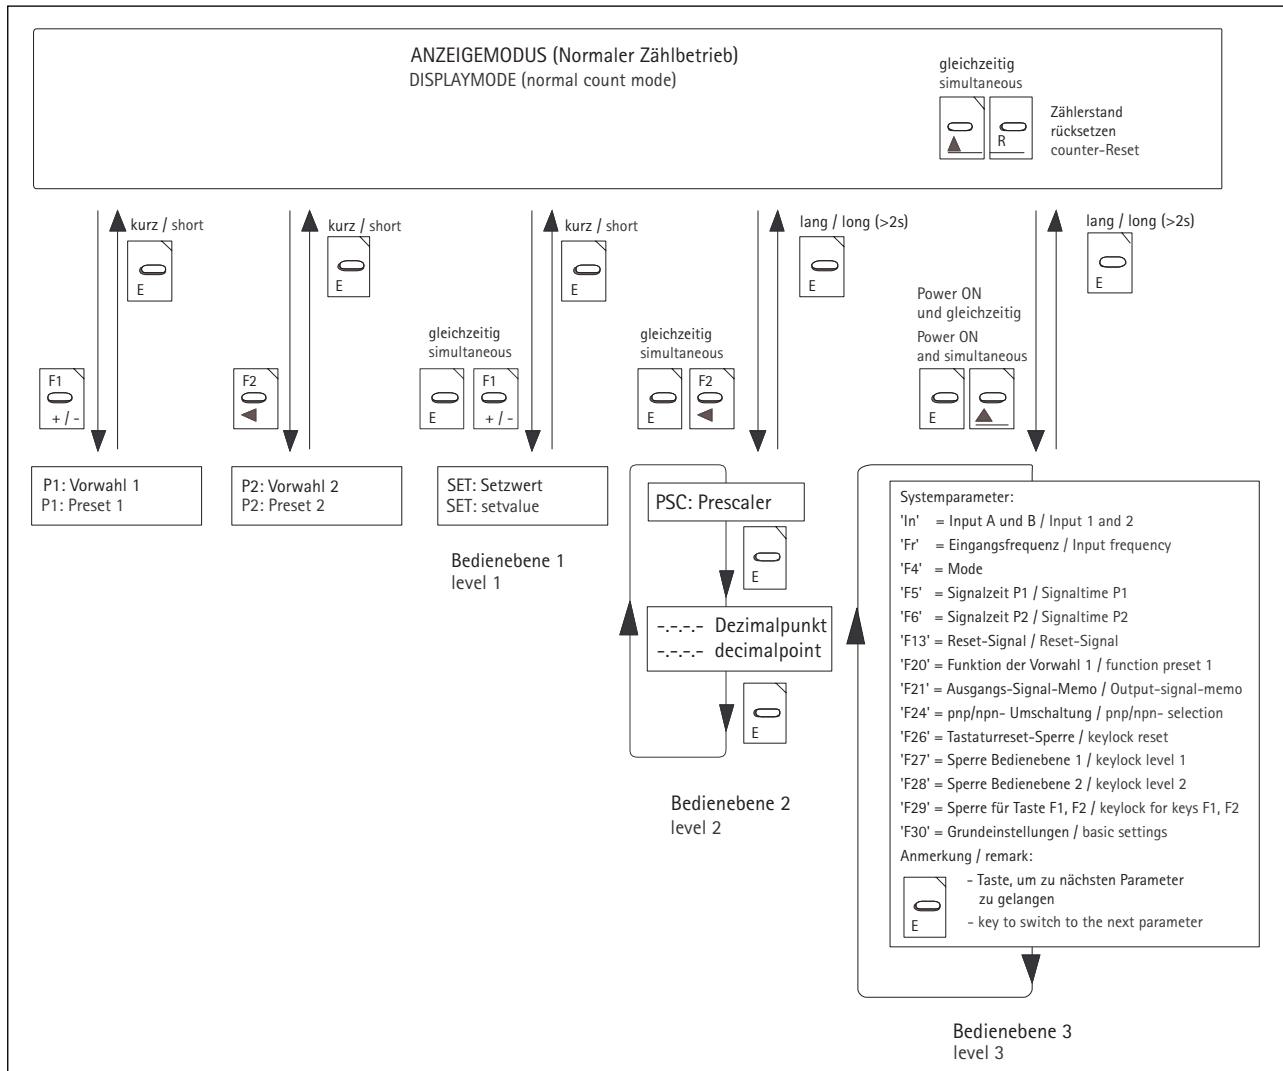 ANZEIGEMODUS (Normaler Zählbetrieb)
DISPLAYMODE (normal count mode)
gleichzeitig
simultaneous
R
Zählerstand
rücksetzen
counter-Reset
kurz / short
E
kurz / short
E
kurz / short
E
lang / long (>2s)
E
lang / long (>2s)
E
F1
+ / -
F2
gleichzeitig
simultaneous
E
F1
+ / -
gleichzeitig
simultaneous
E
F2
Power ON
und gleichzeitig
Power ON
and simultaneous
E
P1: Vorwahl 1
P1: Preset 1
P2: Vorwahl 2
P2: Preset 2
SET: Setzwert
SET: setvalue
Bedienebene 1
level 1
PSC: Prescaler
E
-.-.-.- Dezimalpunkt
-.-.-.- decimalpoint
E
Bedienebene 2
level 2
Systemparameter:
'In' = Input A und B / Input 1 and 2
'Fr' = Eingangsfrequenz / Input frequency
'F4' = Mode
'F5' = Signalzeit P1 / Signaltime P1
'F6' = Signalzeit P2 / Signaltime P2
'F13' = Reset-Signal / Reset-Signal
'F20' = Funktion der Vorwahl 1 / function preset 1
'F21' = Ausgangs-Signal-Memo / Output-signal-memo
'F24' = pnp/npn- Umschaltung / pnp/npn- selection
'F26' = Tastaturreset-Sperre / keylock reset
'F27' = Sperre Bedienebene 1 / keylock level 1
'F28' = Sperre Bedienebene 2 / keylock level 2
'F29' = Sperre für Taste F1, F2 / keylock for keys F1, F2
'F30' = Grundeinstellungen / basic settings
Anmerkung / remark:
E
- Taste, um zu nächsten Parameter
zu gelangen
- key to switch to the next parameter
Bedienebene 3
level 3